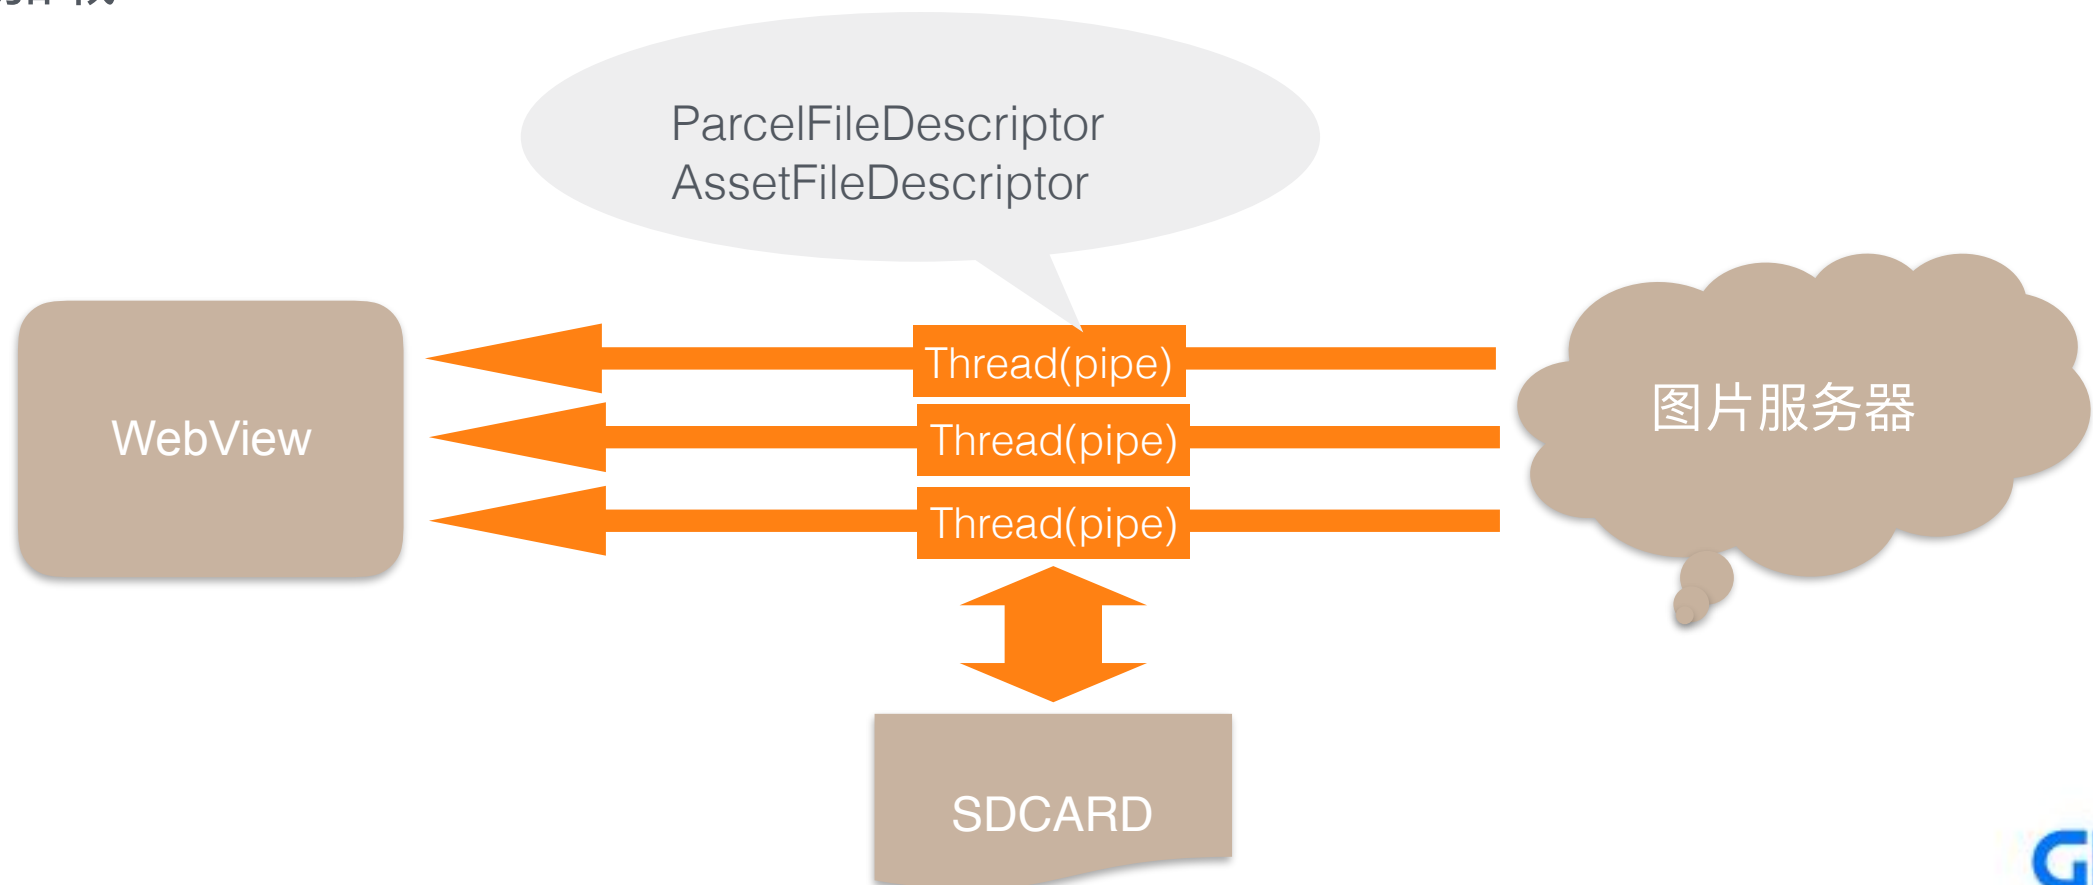 ParcelFileDescriptor
AssetFileDescriptor
Thread(pipe)
Thread(pipe)
Thread(pipe)
WebView
图片服务器
SDCARD
G